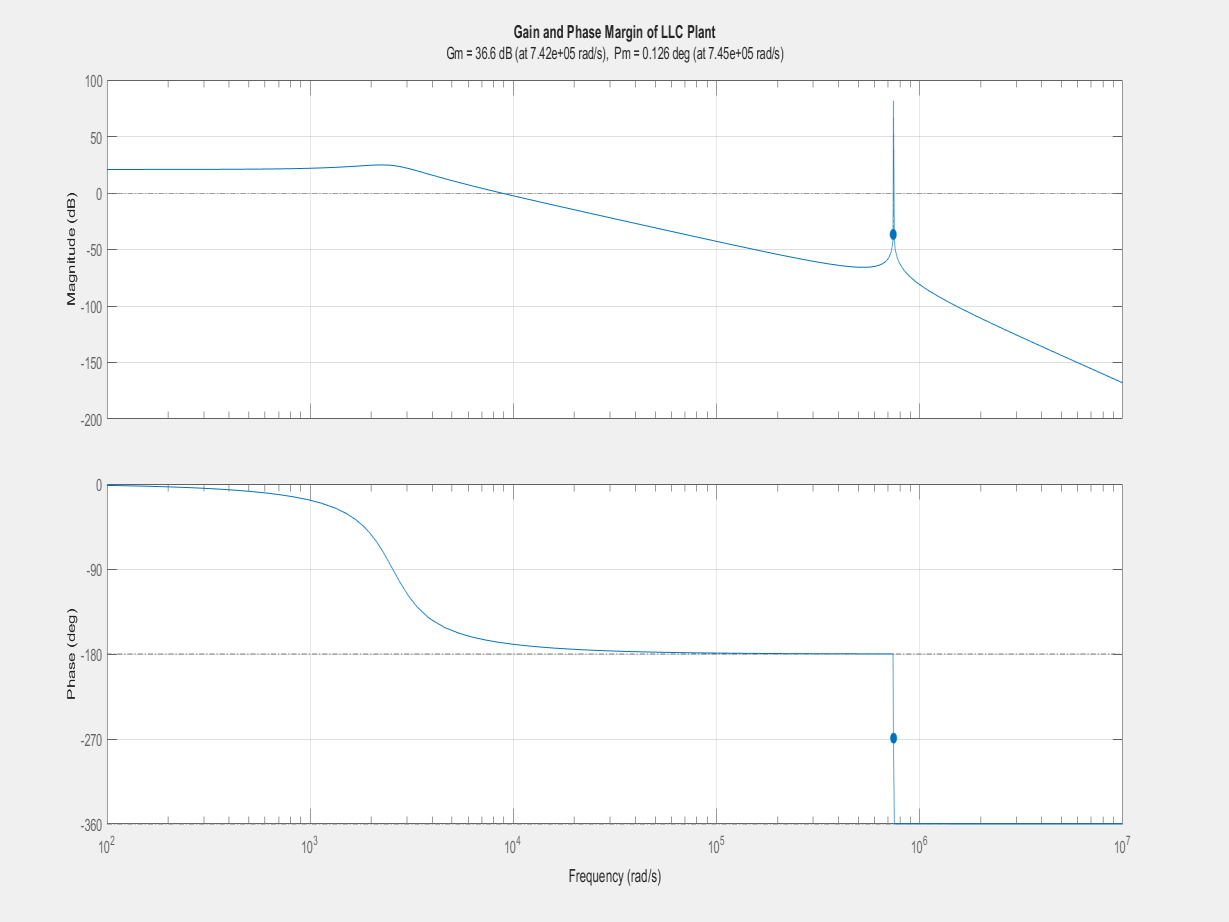 Gain and Phase Margin of LLC Plant
Gm = 36.6 dB (at 7.42e+05 rad/s), Pm = 0.126 deg (at 7.45e+05 rad/s)
100
50
0
-50
-100
-150
-200
Magnitude (dB)
0
-90
-180
-270
-360
Phase (deg)
10^2 10^3 10^4 10^5 10^6 10^7
Frequency (rad/s)